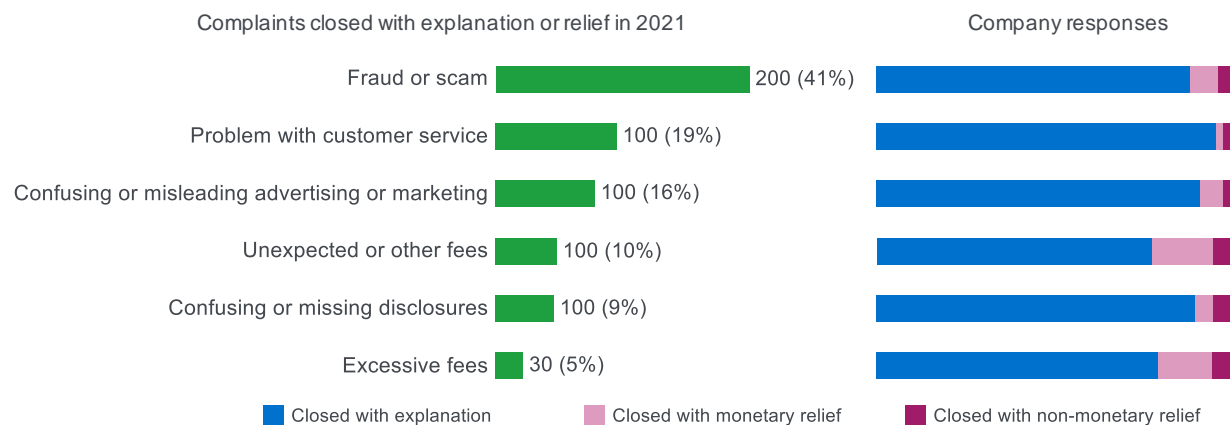 Complaints closed with explanation or relief in 2021
Company responses
Fraud or scam 200 (41%)
Problem with customer service 100 (19%)
Confusing or misleading advertising or marketing 100 (16%)
Unexpected or other fees 100 (10%)
Confusing or missing disclosures 100 (9%)
Excessive fees 30 (5%)
Closed with explanation Closed with monetary relief Closed with non-monetary relief